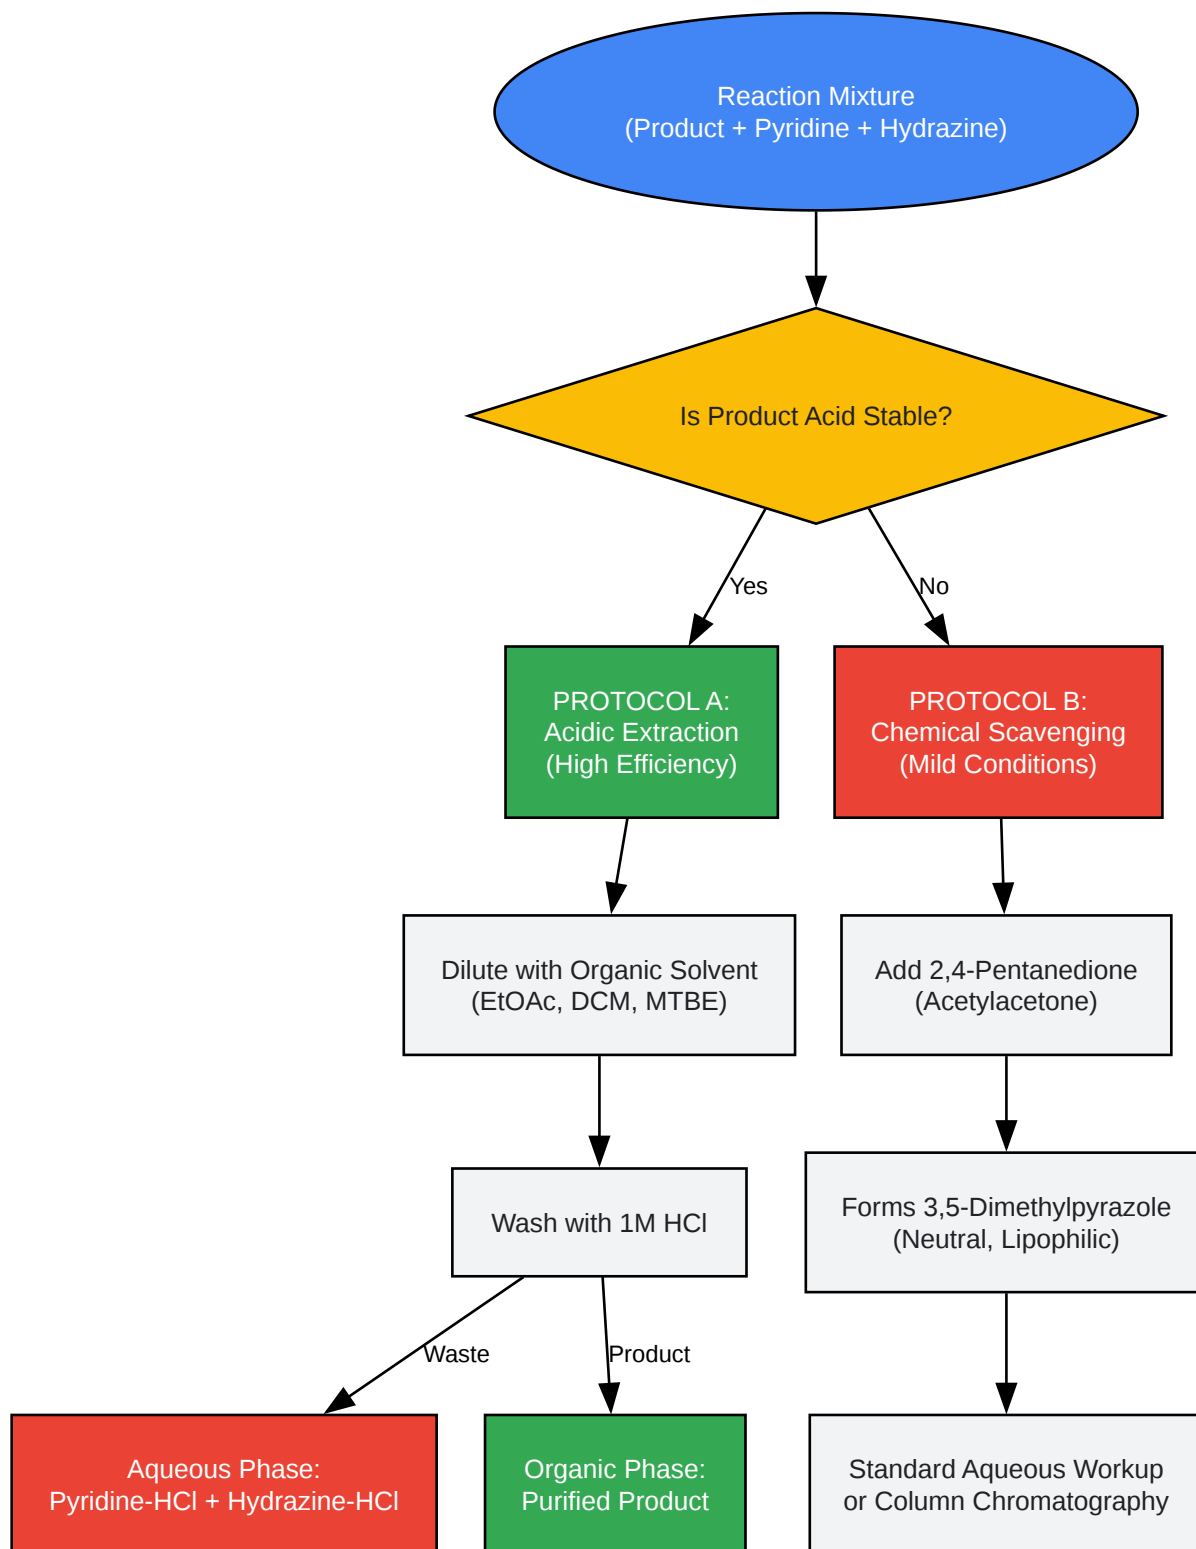 Reaction Mixture
(Product + Pyridine + Hydrazine)
Is Product Acid Stable?
Yes
No
PROTOCOL A:
Acidic Extraction
(High Efficiency)
PROTOCOL B:
Chemical Scavenging
(Mild Conditions)
Dilute with Organic Solvent
(EtOAc, DCM, MTBE)
Add 2,4-Pentanedione
(Acetylacetone)
Wash with 1M HCl
Forms 3,5-Dimethylpyrazole
(Neutral, Lipophilic)
Waste
Product
Aqueous Phase:
Pyridine-HCl + Hydrazine-HCl
Organic Phase:
Purified Product
Standard Aqueous Workup
or Column Chromatography